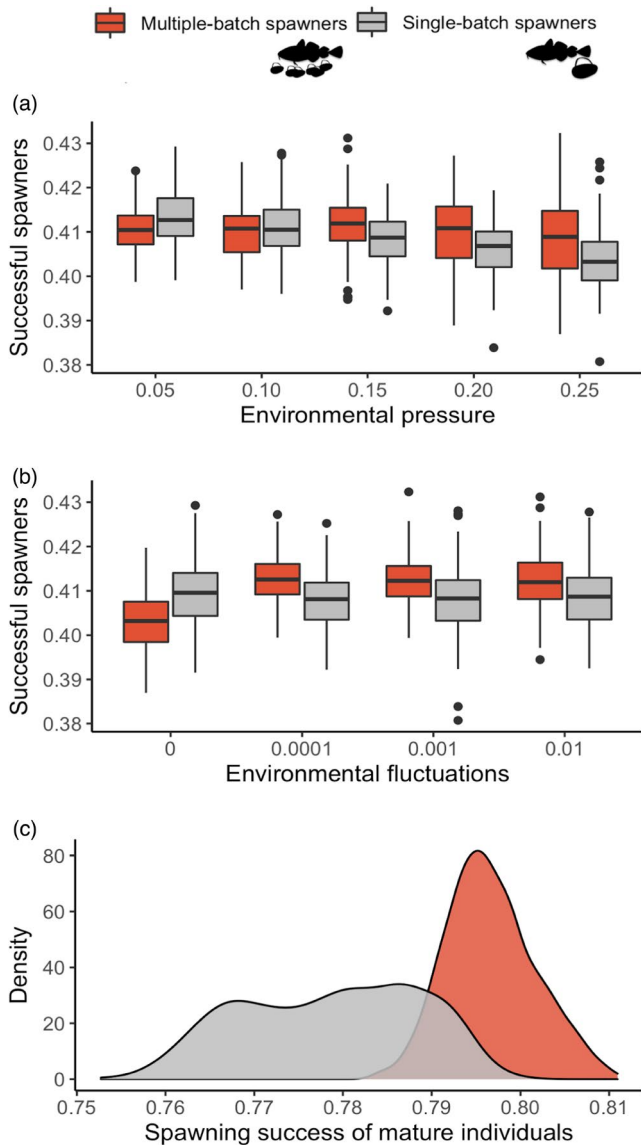 Multiple-batch spawners Single-batch spawners
(a)
Successful spawners
0.43
0.42
0.41
0.40
0.39
0.38
0.05 0.10 0.15 0.20 0.25
Environmental pressure
(b)
Successful spawners
0.43
0.42
0.41
0.40
0.39
0.38
0 0.0001 0.001 0.01
Environmental fluctuations
(c)
Density
80
60
40
20
0
0.75 0.76 0.77 0.78 0.79 0.80 0.81
Spawning success of mature individuals